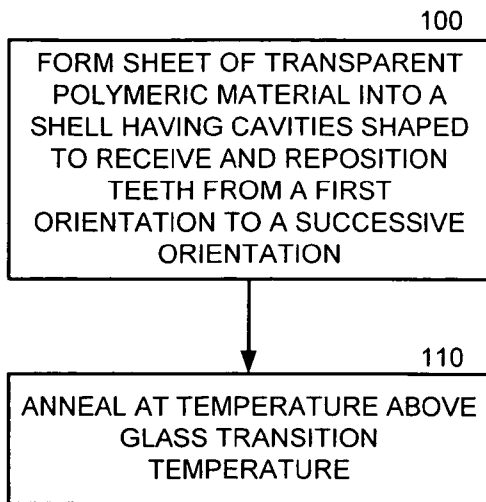 100
FORM SHEET OF TRANSPARENT
POLYMERIC MATERIAL INTO A
SHELL HAVING CAVITIES SHAPED
TO RECEIVE AND REPOSITION
TEETH FROM A FIRST
ORIENTATION TO A SUCCESSIVE
ORIENTATION
110
ANNEAL AT TEMPERATURE ABOVE
GLASS TRANSITION
TEMPERATURE